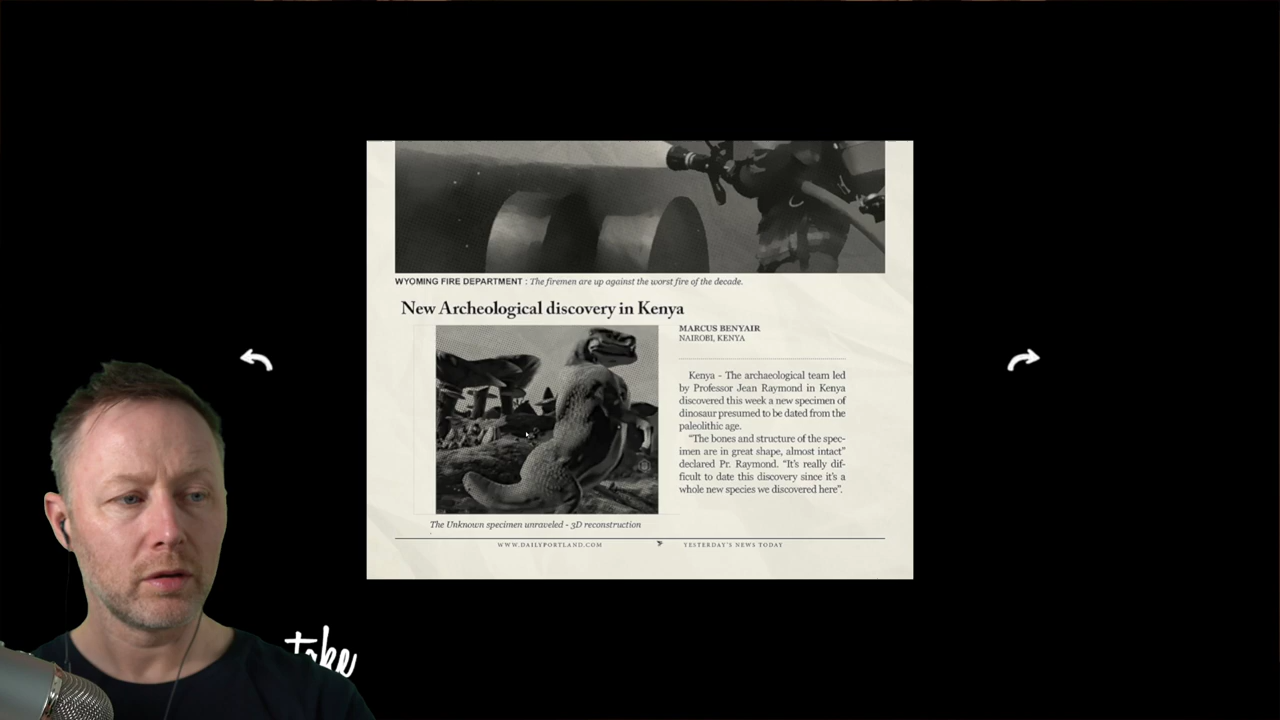 WYOMING FIRE DEPARTMENT : The firemen are up against the worst fire of the decade.
New Archeological discovery in Kenya
MARCUS BENYAIR
NAIROBI, KENYA
Kenya - The archaeological team led
by Professor Jean Raymond in Kenya
discovered this week a new specimen of
dinosaur presumed to be dated from the
paleolithic age.
"The bones and structure of the spec-
imen are in great shape, almost intact"
declared Pr. Raymond. "It's really dif-
ficult to date this discovery since it's a
whole new species we discovered here".
The Unknown specimen unraveled - 3D reconstruction
WWW.DAILYPORTLAND.COM YESTERDAY'S NEWS TODAY
take